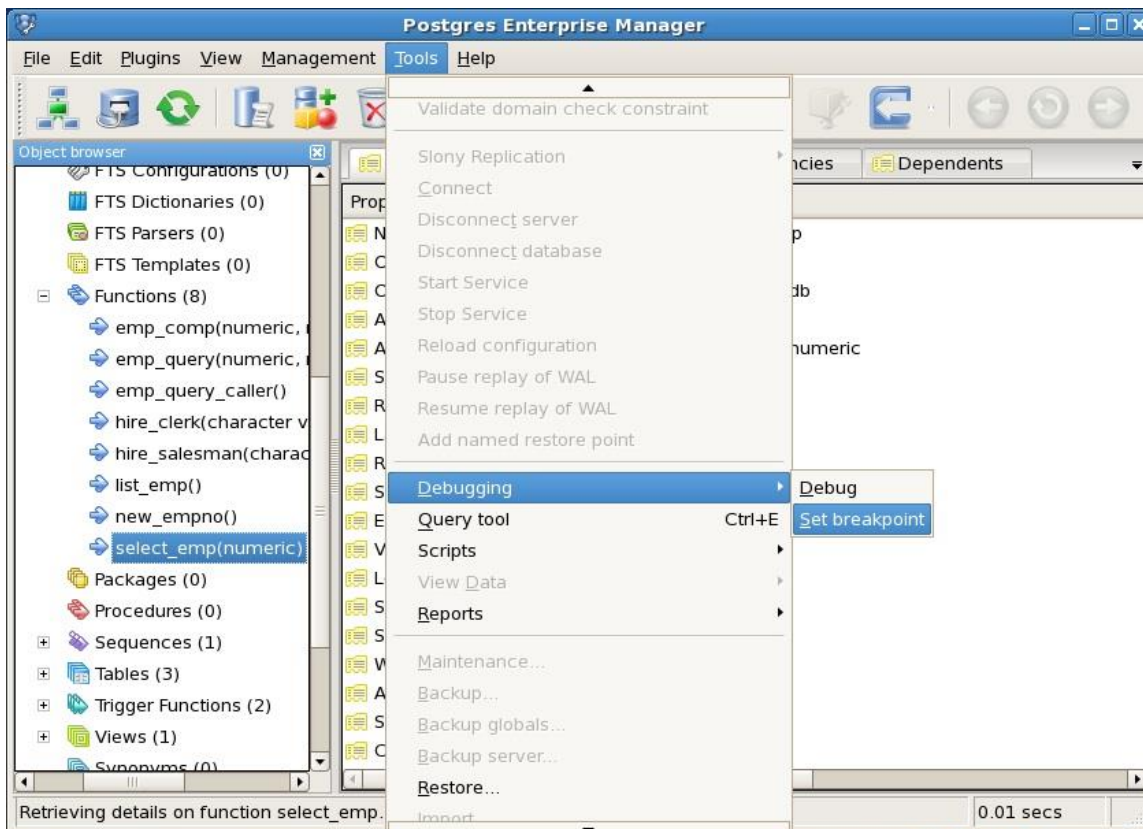 Postgres Enterprise Manager
File Edit Plugins View Management Tools Help
Object browser
FTS Configurations (0)
FTS Dictionaries (0)
FTS Parsers (0)
FTS Templates (0)
Functions (8)
emp_comp(numeric,
emp_query(numeric,
emp_query_caller()
hire_clerk(character v
hire_salesman(charac
list_emp()
new_empno()
select_emp(numeric)
Packages (0)
Procedures (0)
Sequences (1)
Tables (3)
Trigger Functions (2)
Views (1)
Synonyms (0)
Validate domain check constraint
Slony Replication
Connect
Disconnect server
Disconnect database
Start Service
Stop Service
Reload configuration
Pause replay of WAL
Resume replay of WAL
Add named restore point
Debugging
Query tool Ctrl+E
Scripts
View Data
Reports
Maintenance...
Backup...
Backup globals...
Backup server...
Restore...
Import
Debug
Set breakpoint
Prop
N
C
C
A
A
S
R
L
R
S
E
V
L
S
S
W
A
S
C
ncies Dependents
p
db
numeric
Retrieving details on function select_emp. 0.01 secs